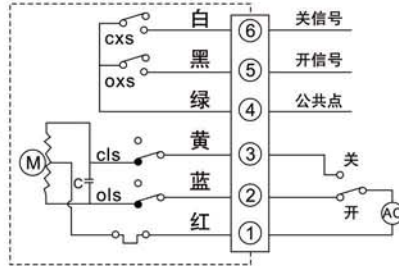 白 ⑥ 关信号
cxs
黑 ⑤ 开信号
oxs
绿 ④ 公共点
cls 黄 ③ 关
M C
ols 蓝 ② 开 AC
红 ①